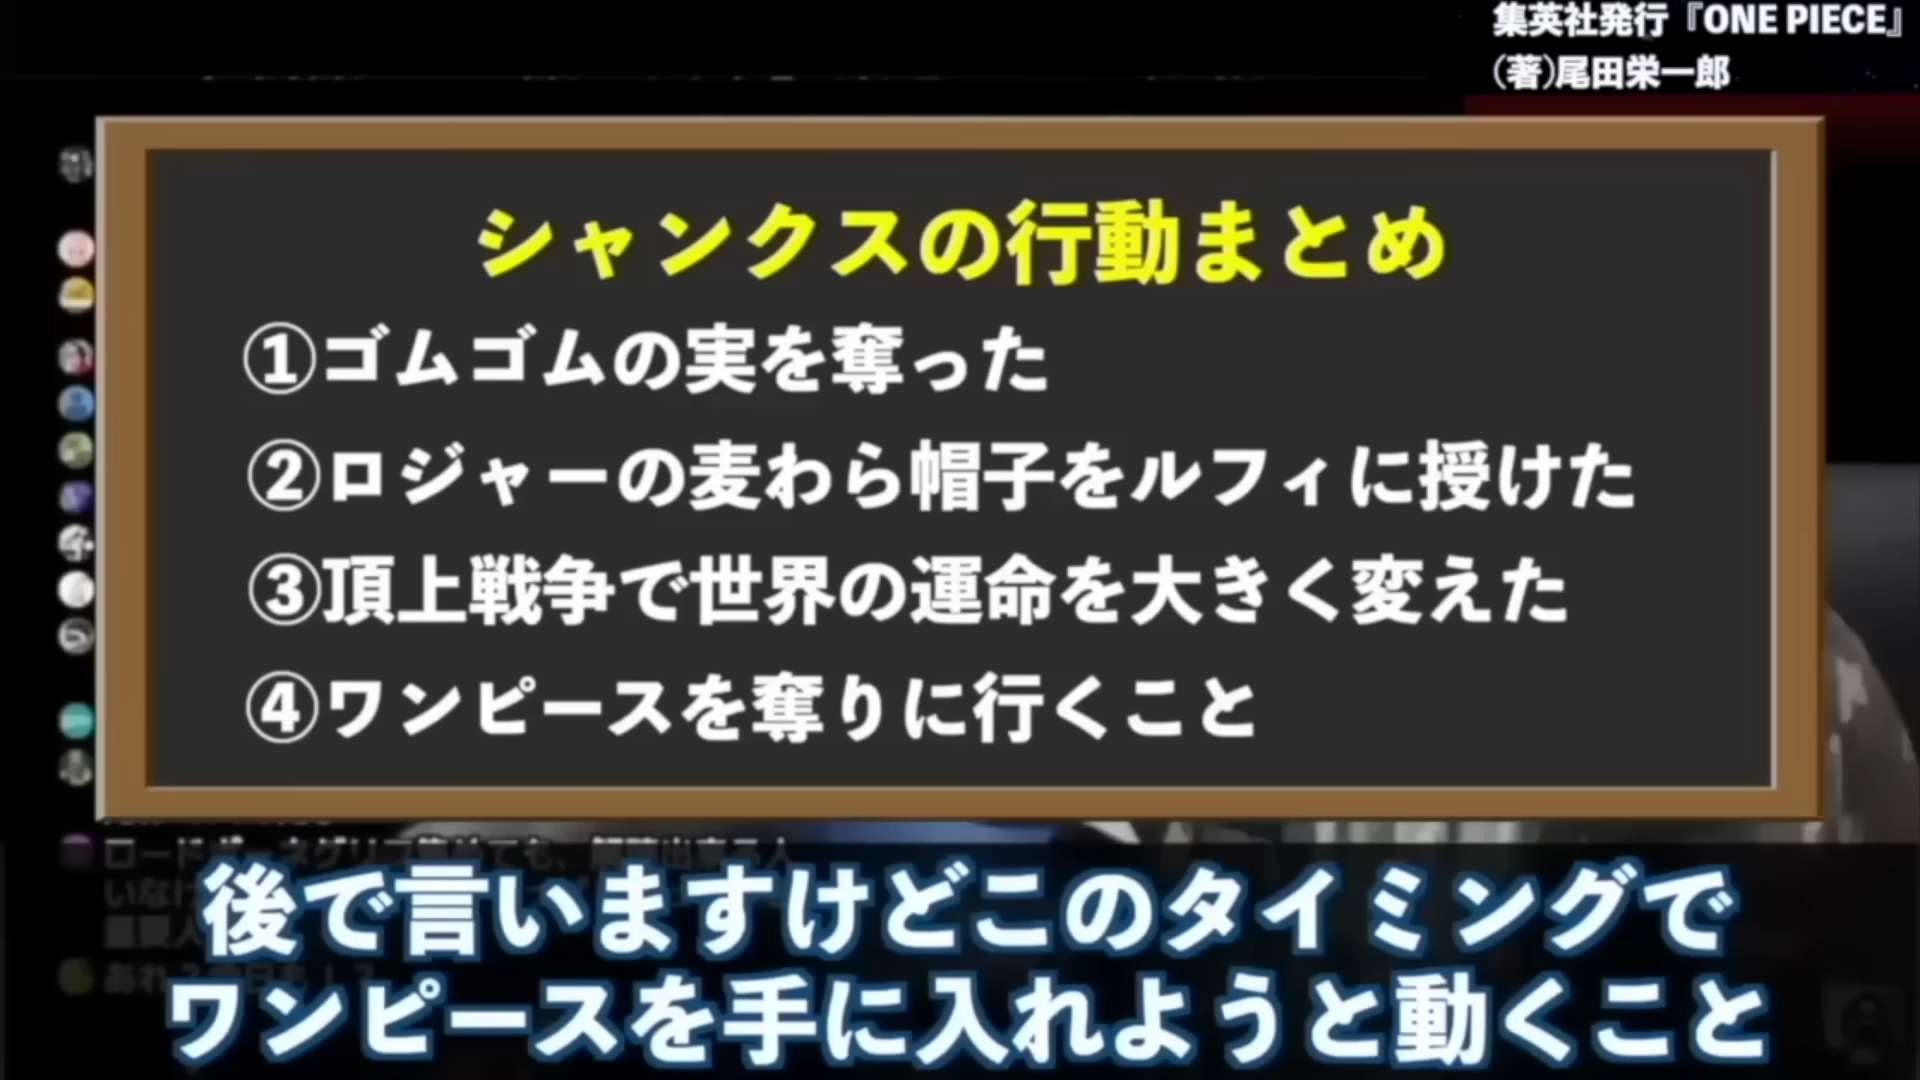 集英社発行『ONE PIECE』
(著)尾田栄一郎
シャンクスの行動まとめ
①ゴムゴムの実を奪った
②ロジャーの麦わら帽子をルフィに授けた
③頂上戦争で世界の運命を大きく変えた
④ワンピースを奪りに行くこと
後で言いますけどこのタイミングで
ワンピースを手に入れようと動くこと